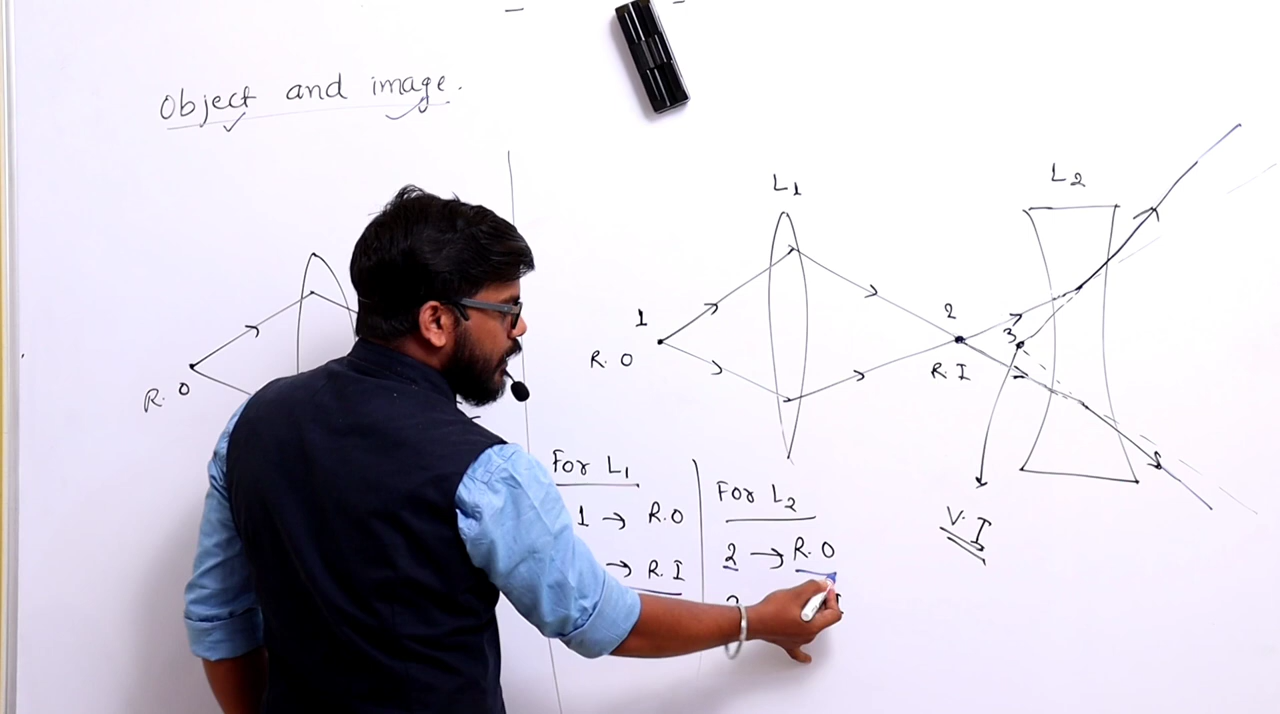 Object and image.
R. O
L1
L2
1
R. O
2
R. I
3
V. I
For L1
1 → R.O
→ R.I
For L2
2 → R.O